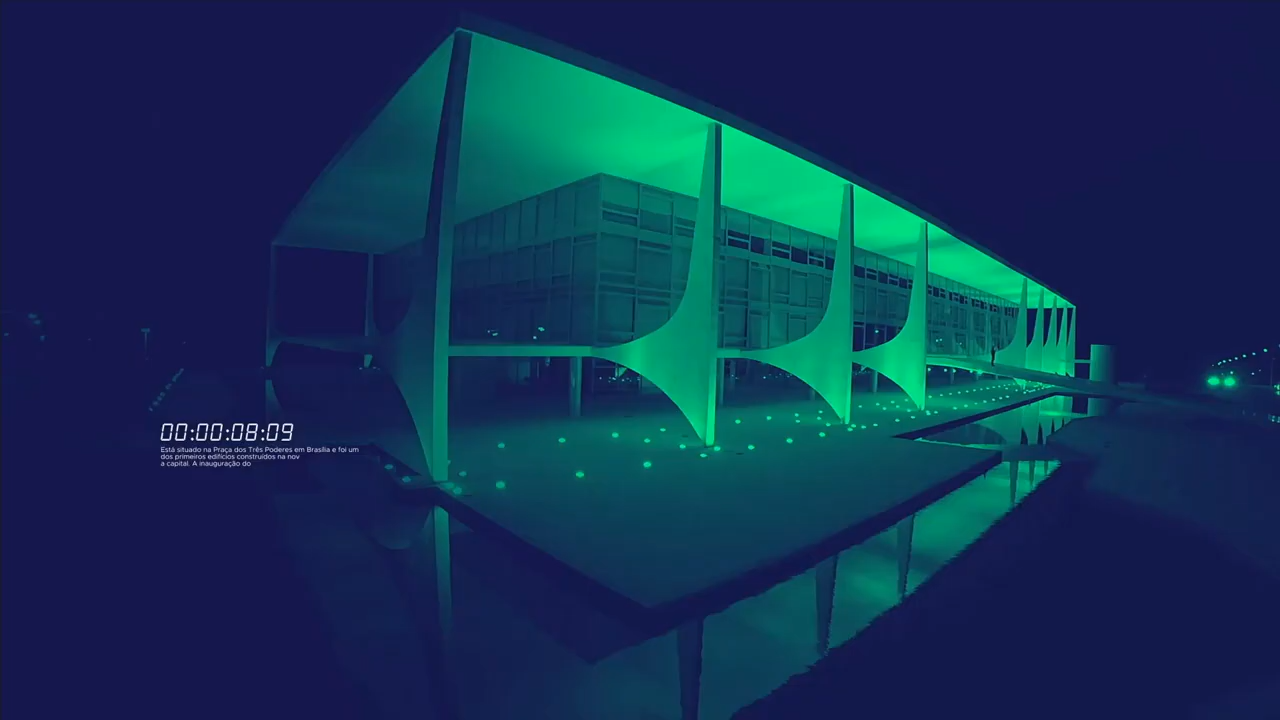 00:00:08:09
Está situado na Praça dos Três Poderes em Brasília e foi um
dos primeiros edifícios construídos na nov
a capital. A inauguração do